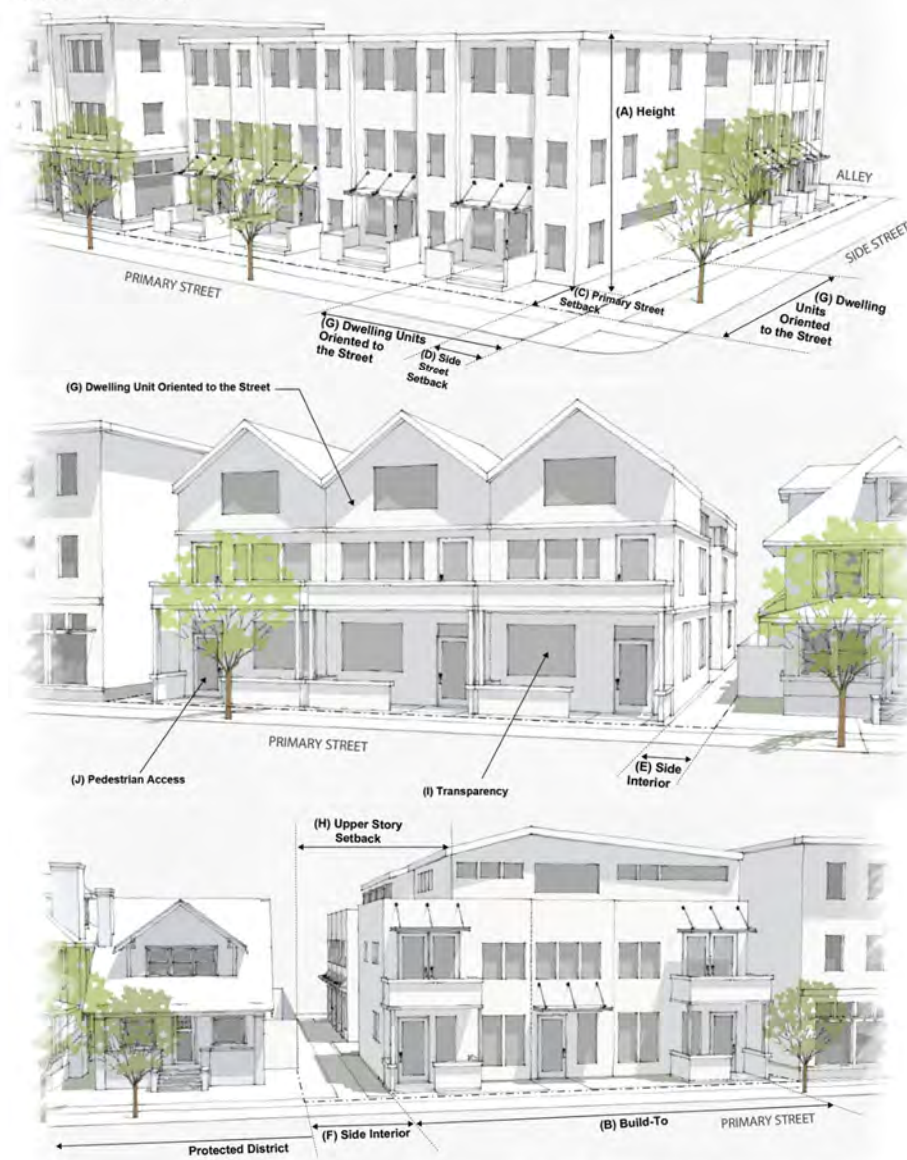 (A) Height
ALLEY
SIDE STREET
PRIMARY STREET
(C) Primary Street
Setback
(G) Dwelling
Units
Oriented
to the Street
(G) Dwelling Units
Oriented to
the Street
(D) Side
Street
Setback
(G) Dwelling Unit Oriented to the Street
PRIMARY STREET
(J) Pedestrian Access
(I) Transparency
(E) Side
Interior
(H) Upper Story
Setback
(B) Build-To
PRIMARY STREET
(F) Side Interior
Protected District